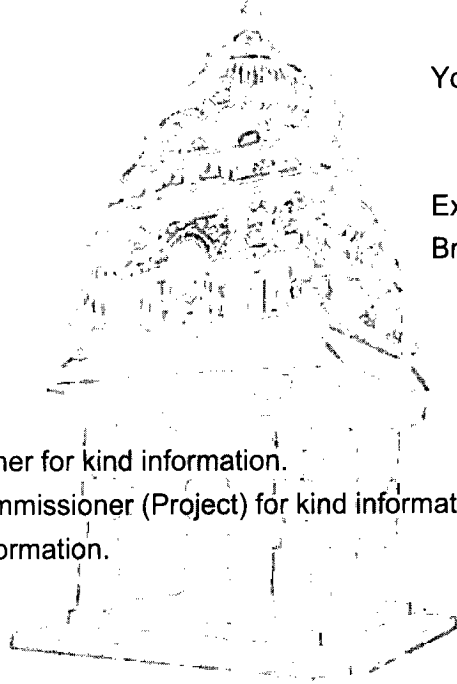 Yo
Ex
Br
ner for kind information.
mmissioner (Project) for kind informat
ormation.